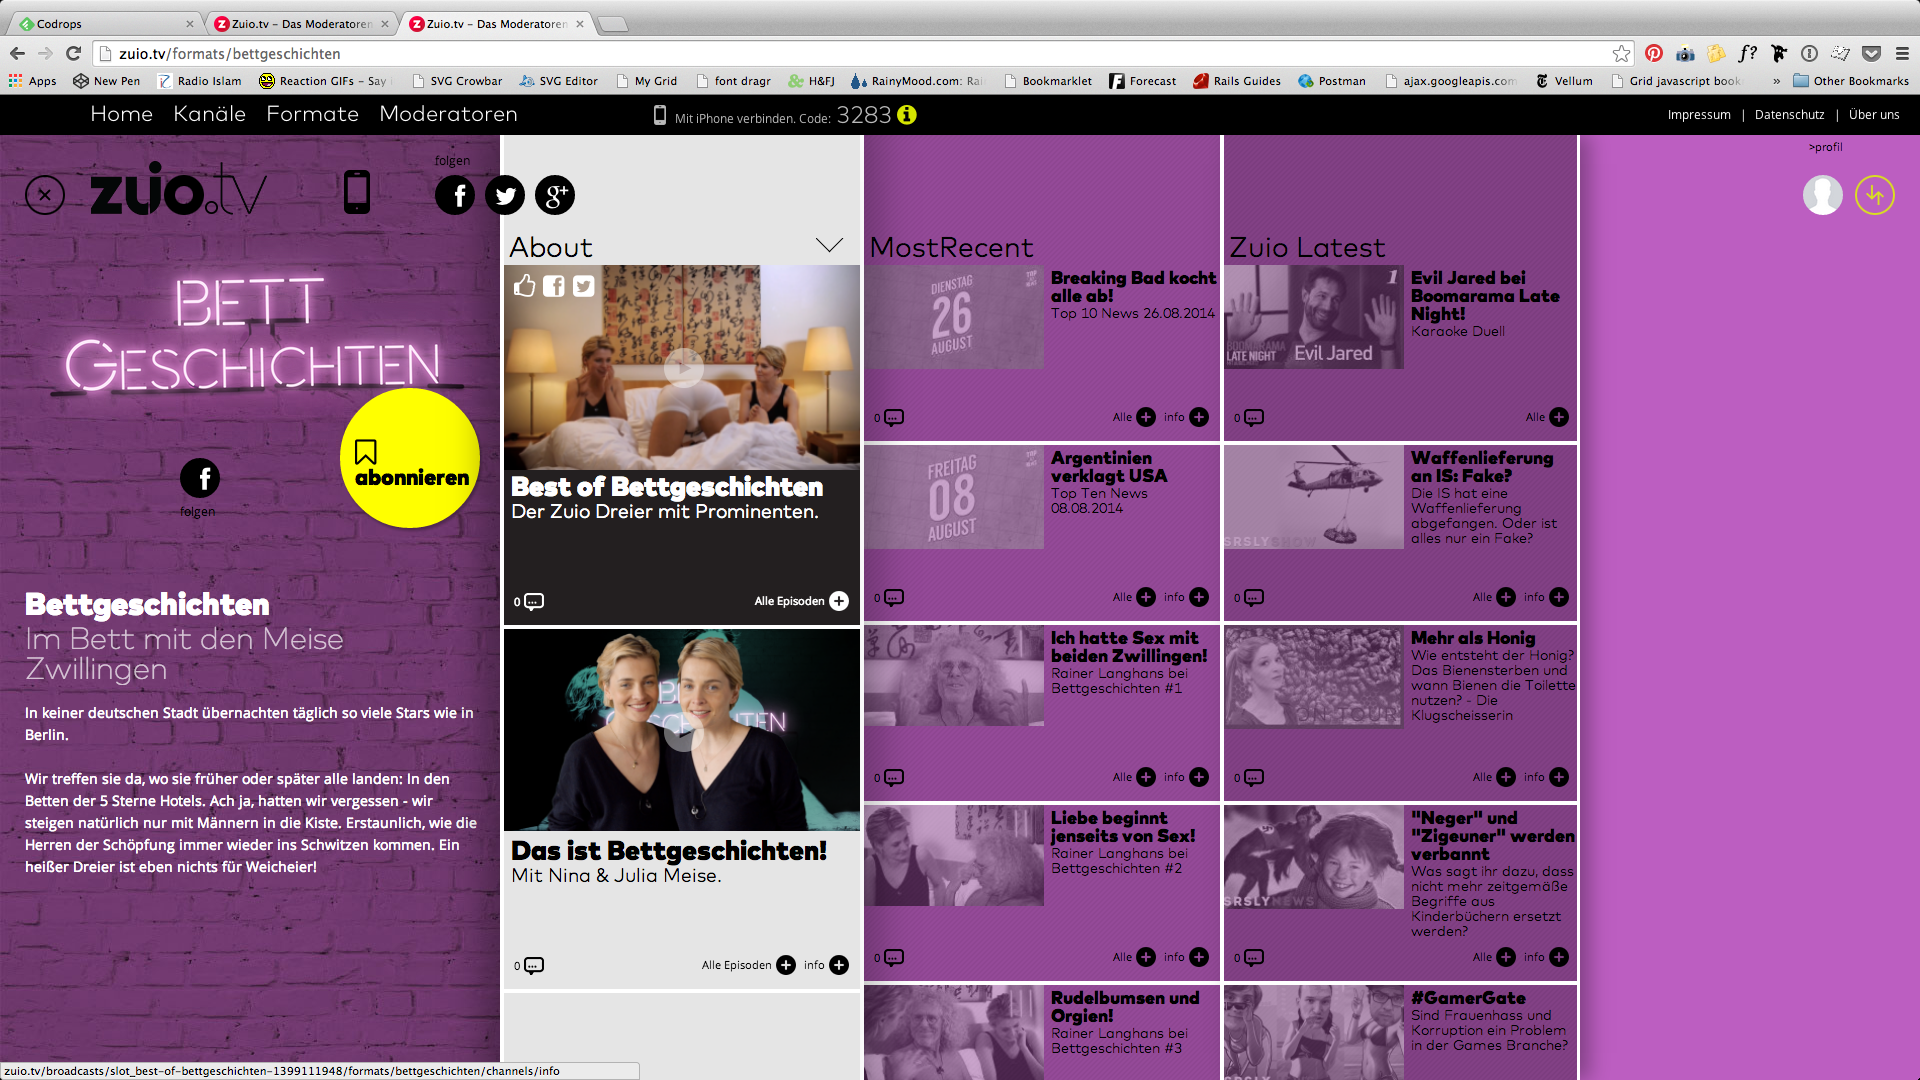 Codrops
Zuio.tv – Das Moderatoren
Zuio.tv – Das Moderatoren
zuio.tv/formats/bettgeschichten
Apps
New Pen
Radio Islam
Reaction GIFs – Say
SVG Crowbar
SVG Editor
My Grid
font dragr
H&FJ
RainyMood.com: Rai
Bookmarklet
Forecast
Rails Guides
Postman
ajax.googleapis.com
Vellum
Grid javascript book
»
Other Bookmarks
Home Kanäle Formate Moderatoren
Mit iPhone verbinden. Code: 3283
Impressum | Datenschutz | Über uns
zuio.tv
folgen
>profil
BETT
GESCHICHTEN
abonnieren
folgen
Bettgeschichten
Im Bett mit den Meise
Zwillingen
In keiner deutschen Stadt übernachten täglich so viele Stars wie in
Berlin.
Wir treffen sie da, wo sie früher oder später alle landen: In den
Betten der 5 Sterne Hotels. Ach ja, hatten wir vergessen - wir
steigen natürlich nur mit Männern in die Kiste. Erstaunlich, wie die
Herren der Schöpfung immer wieder ins Schwitzen kommen. Ein
heißer Dreier ist eben nichts für Weicheier!
About
Best of Bettgeschichten
Der Zuio Dreier mit Prominenten.
0
Alle Episoden
Das ist Bettgeschichten!
Mit Nina & Julia Meise.
0
Alle Episoden info
MostRecent
DIENSTAG
26
AUGUST
Breaking Bad kocht
alle ab!
Top 10 News 26.08.2014
0
Alle info
FREITAG
08
AUGUST
Argentinien
verklagt USA
Top Ten News
08.08.2014
0
Alle info
Ich hatte Sex mit
beiden Zwillingen!
Rainer Langhans bei
Bettgeschichten #1
0
Alle info
Liebe beginnt
jenseits von Sex!
Rainer Langhans bei
Bettgeschichten #2
0
Alle info
Rudelbumsen und
Orgien!
Rainer Langhans bei
Bettgeschichten #3
Zuio Latest
1
BOOMARAMA
LATE NIGHT
Evil Jared
Evil Jared bei
Boomarama Late
Night!
Karaoke Duell
0
Alle
SRSLY SHOW
Waffenlieferung
an IS: Fake?
Die IS hat eine
Waffenlieferung
abgefangen. Oder ist
alles nur ein Fake?
0
Alle info
ON TOUR
Mehr als Honig
Wie entsteht der Honig?
Das Bienensterben und
wann Bienen die Toilette
nutzen? - Die
Klugscheisserin
0
Alle info
SRSLY NEWS
"Neger" und
"Zigeuner" werden
verbannt
Was sagt ihr dazu, dass
nicht mehr zeitgemäße
Begriffe aus
Kinderbüchern ersetzt
werden?
0
Alle info
#GamerGate
Sind Frauenhass und
Korruption ein Problem
in der Games Branche?
zuio.tv/broadcasts/slot_best-of-bettgeschichten-1399111948/formats/bettgeschichten/channels/info